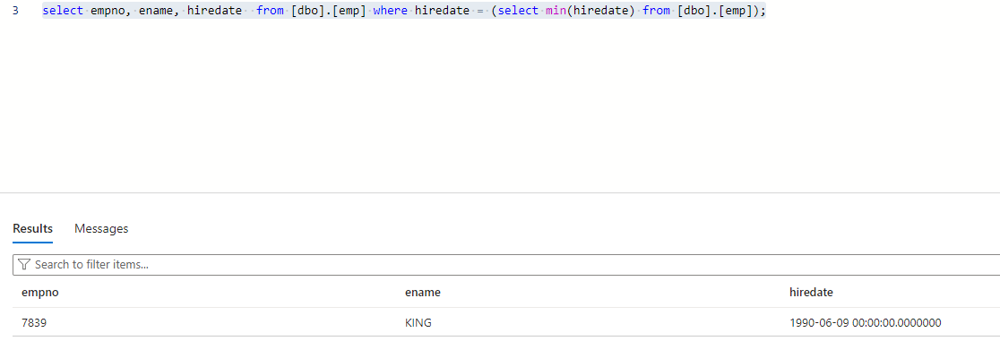 3 select empno, ename, hiredate  from [dbo].[emp] where hiredate = (select min(hiredate) from [dbo].[emp]);
Results Messages
Search to filter items...
empno ename hiredate
7839 KING 1990-06-09 00:00:00.0000000